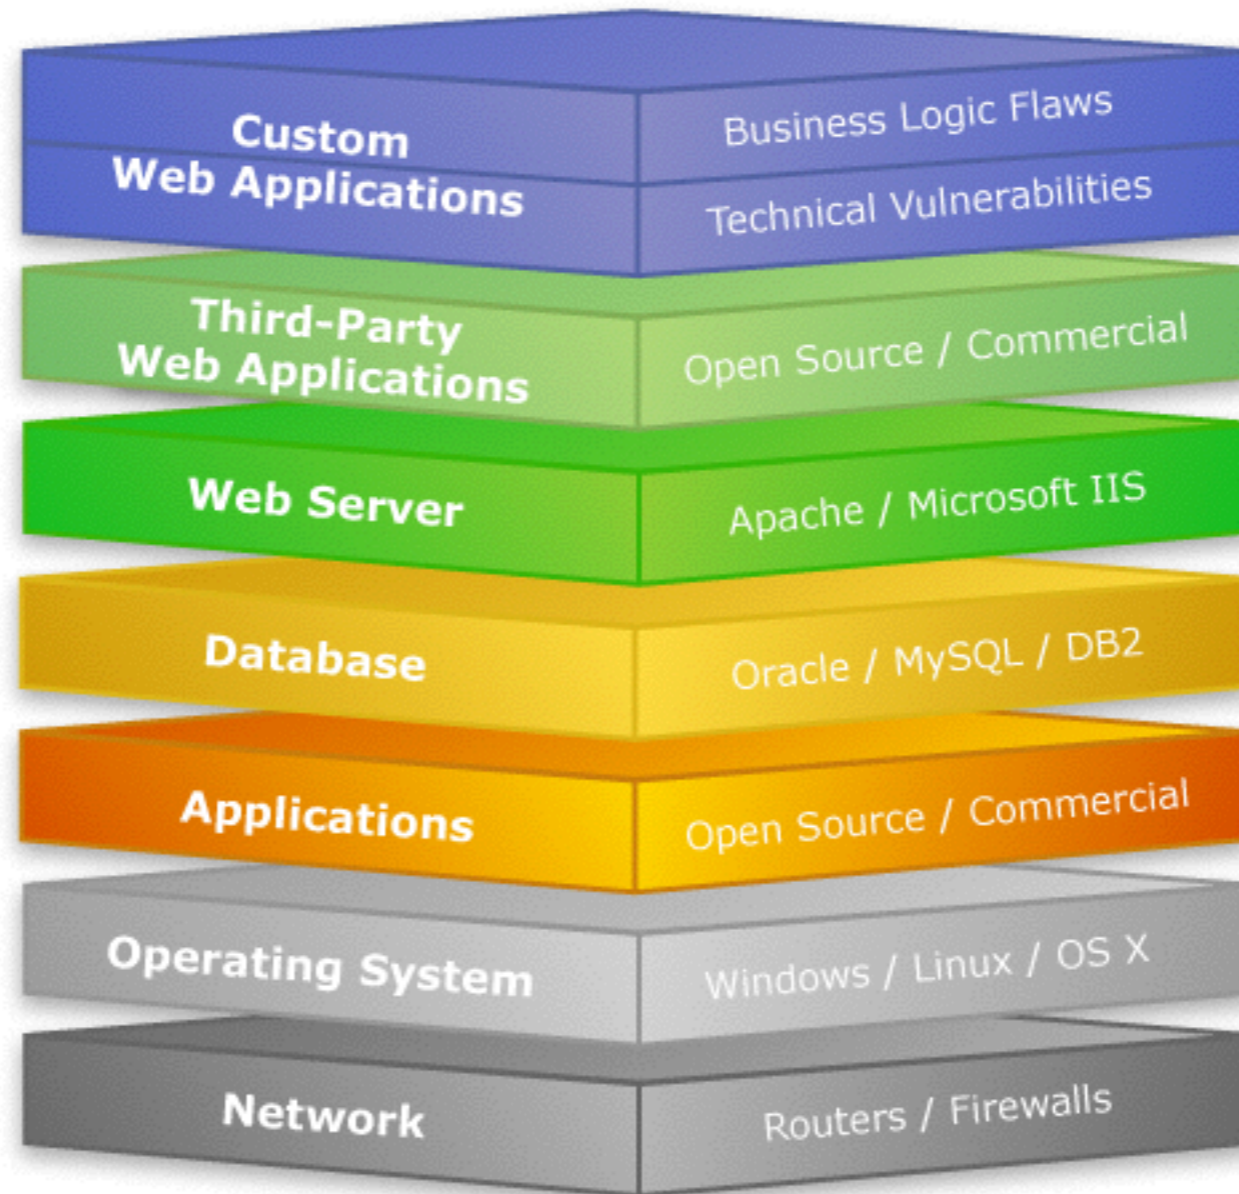 Custom
Web Applications
Business Logic Flaws
Technical Vulnerabilities
Third-Party
Web Applications
Open Source / Commercial
Web Server
Apache / Microsoft IIS
Database
Oracle / MySQL / DB2
Applications
Open Source / Commercial
Operating System
Windows / Linux / OS X
Network
Routers / Firewalls